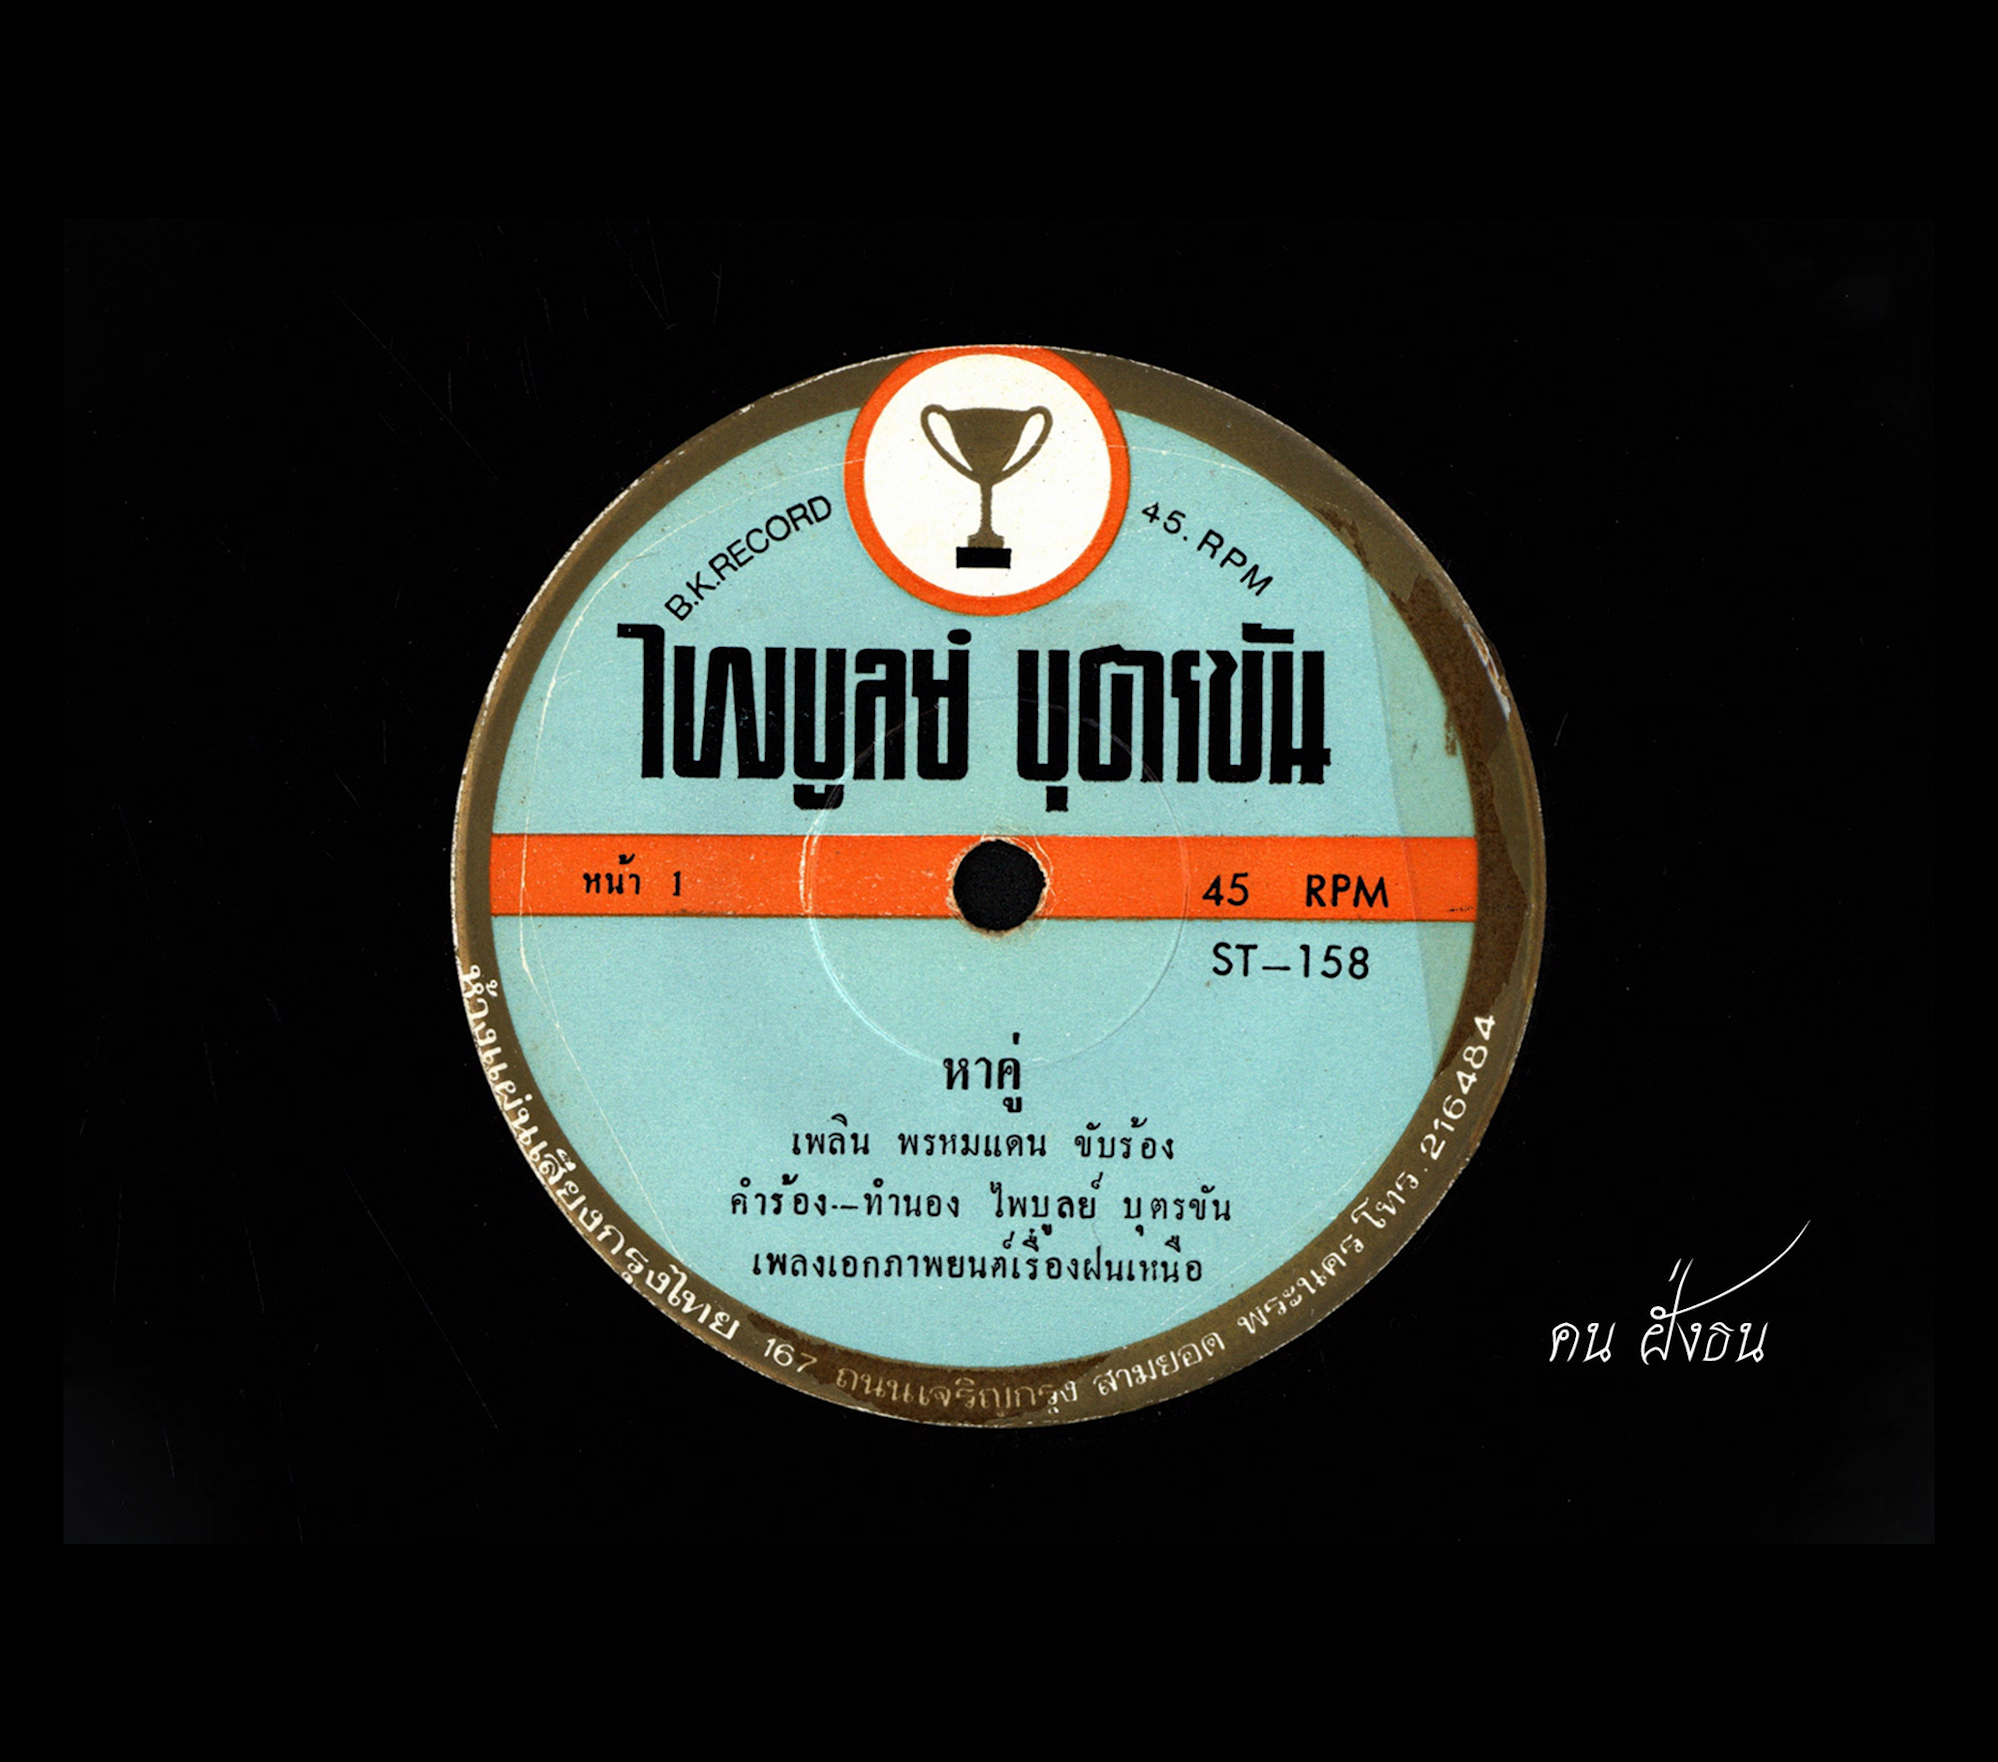 B.K.RECORD
45. RPM
ไพบูลย์ บุตรขัน
หน้า 1
45 RPM
ST–158
หาคู่
เพลิน พรหมแดน ขับร้อง
คำร้อง-–ทำนอง ไพบูลย์ บุตรขัน
เพลงเอกภาพยนต์เรื่องฝนเหนือ
ห้างแผ่นเสียงกรุงไทย 167 ถนนเจริญกรุง สามยอด พระนคร โทร. 216484
คน ฝั่งธน